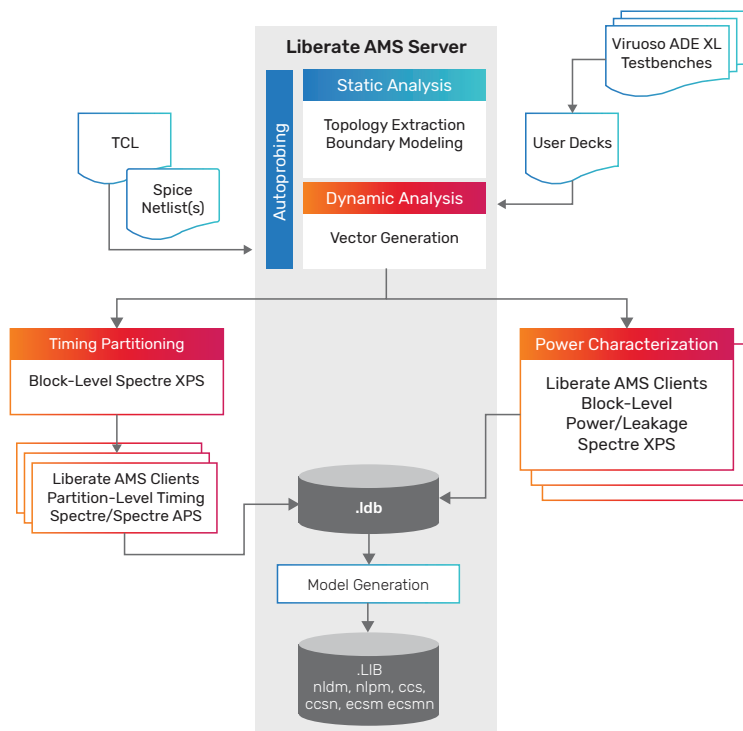 Liberate AMS Server
Viruoso ADE XL
Testbenches
Autoprobing
Static Analysis
Topology Extraction
Boundary Modeling
TCL
Spice
Netlist(s)
User Decks
Dynamic Analysis
Vector Generation
Timing Partitioning
Block-Level Spectre XPS
Power Characterization
Liberate AMS Clients
Block-Level
Power/Leakage
Spectre XPS
Liberate AMS Clients
Partition-Level Timing
Spectre/Spectre APS
.ldb
Model Generation
.LIB
nldm, nlpm, ccs,
ccsn, ecsm ecsmn